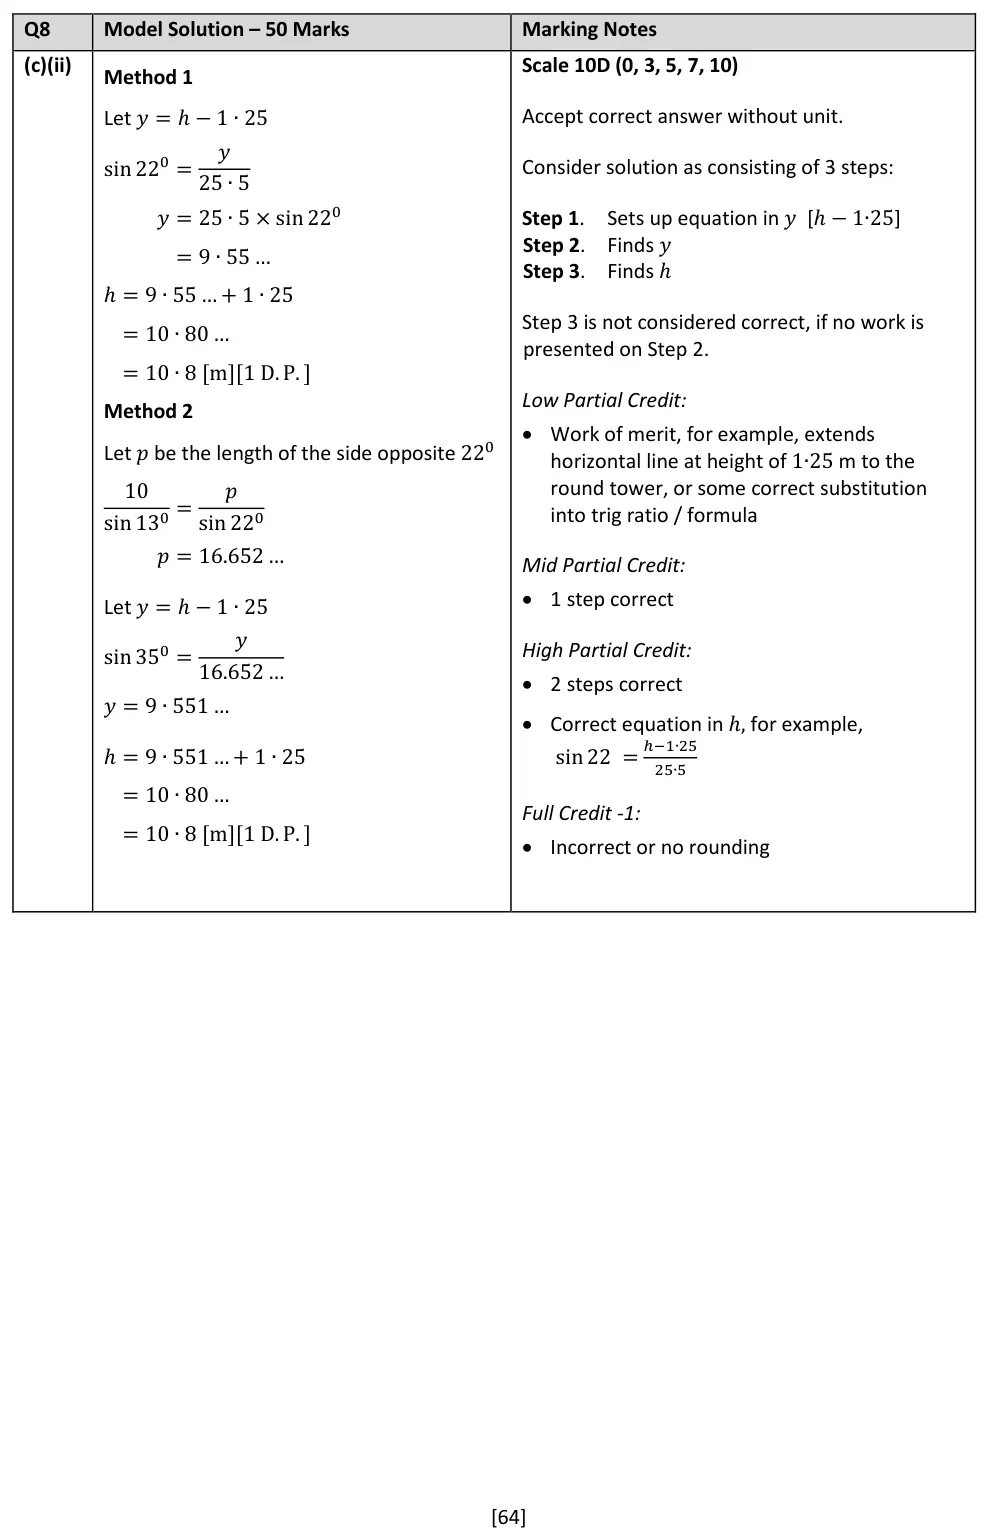 Q8 Model Solution – 50 Marks Marking Notes
(c)(ii)
Method 1
Let y = h − 1 · 25
sin 22⁰ = y / 25 · 5
y = 25 · 5 × sin 22⁰
= 9 · 55 …
h = 9 · 55 … + 1 · 25
= 10 · 80 …
= 10 · 8 [m][1 D. P. ]
Method 2
Let p be the length of the side opposite 22⁰
10 / sin 13⁰ = p / sin 22⁰
p = 16.652 …
Let y = h − 1 · 25
sin 35⁰ = y / 16.652 …
y = 9 · 551 …
h = 9 · 551 … + 1 · 25
= 10 · 80 …
= 10 · 8 [m][1 D. P. ]
Scale 10D (0, 3, 5, 7, 10)
Accept correct answer without unit.
Consider solution as consisting of 3 steps:
Step 1. Sets up equation in y [h − 1·25]
Step 2. Finds y
Step 3. Finds h
Step 3 is not considered correct, if no work is
presented on Step 2.
Low Partial Credit:
• Work of merit, for example, extends
horizontal line at height of 1·25 m to the
round tower, or some correct substitution
into trig ratio / formula
Mid Partial Credit:
• 1 step correct
High Partial Credit:
• 2 steps correct
• Correct equation in h, for example,
sin 22 = h−1·25 / 25·5
Full Credit -1:
• Incorrect or no rounding
[64]